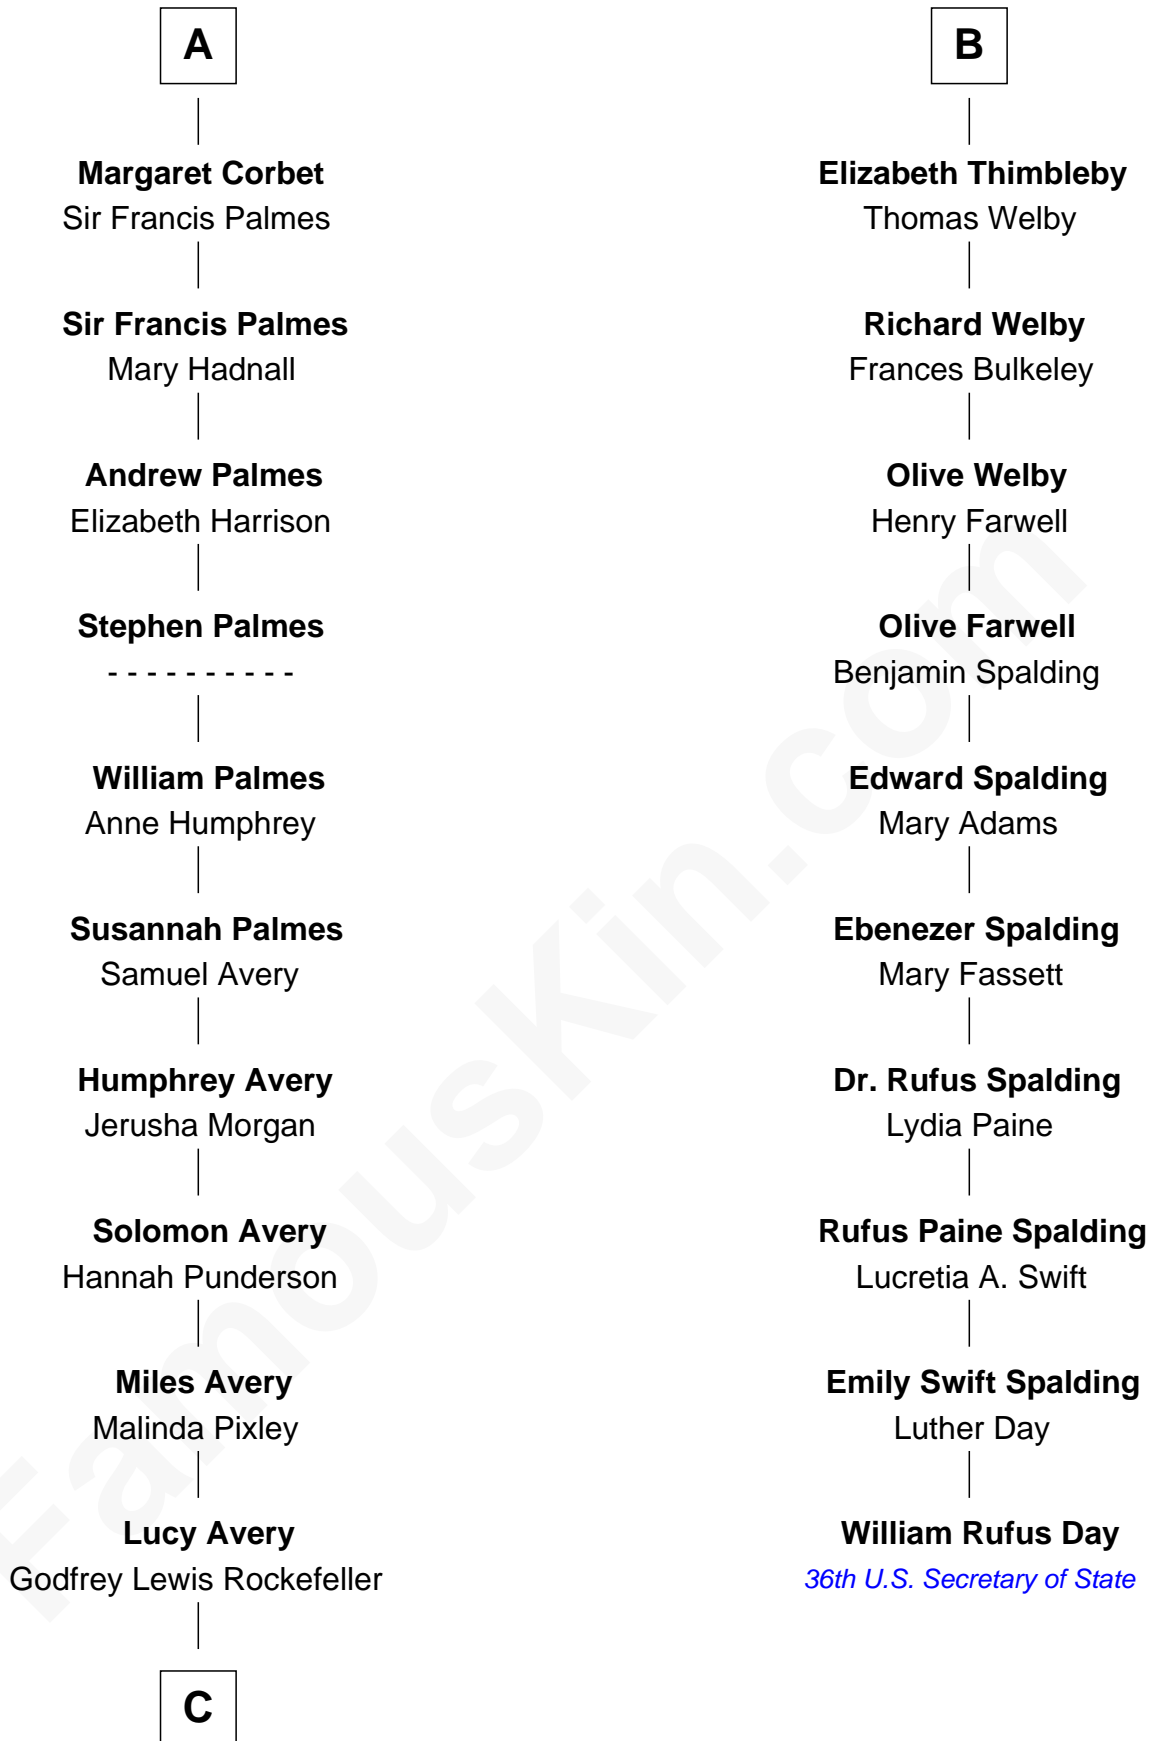 A
Margaret Corbet
Sir Francis Palmes
Sir Francis Palmes
Mary Hadnall
Andrew Palmes
Elizabeth Harrison
Stephen Palmes
- - - - - - - - - -
William Palmes
Anne Humphrey
Susannah Palmes
Samuel Avery
Humphrey Avery
Jerusha Morgan
Solomon Avery
Hannah Punderson
Miles Avery
Malinda Pixley
Lucy Avery
Godfrey Lewis Rockefeller
C
B
Elizabeth Thimbleby
Thomas Welby
Richard Welby
Frances Bulkeley
Olive Welby
Henry Farwell
Olive Farwell
Benjamin Spalding
Edward Spalding
Mary Adams
Ebenezer Spalding
Mary Fassett
Dr. Rufus Spalding
Lydia Paine
Rufus Paine Spalding
Lucretia A. Swift
Emily Swift Spalding
Luther Day
William Rufus Day
36th U.S. Secretary of State
FamousKin.com